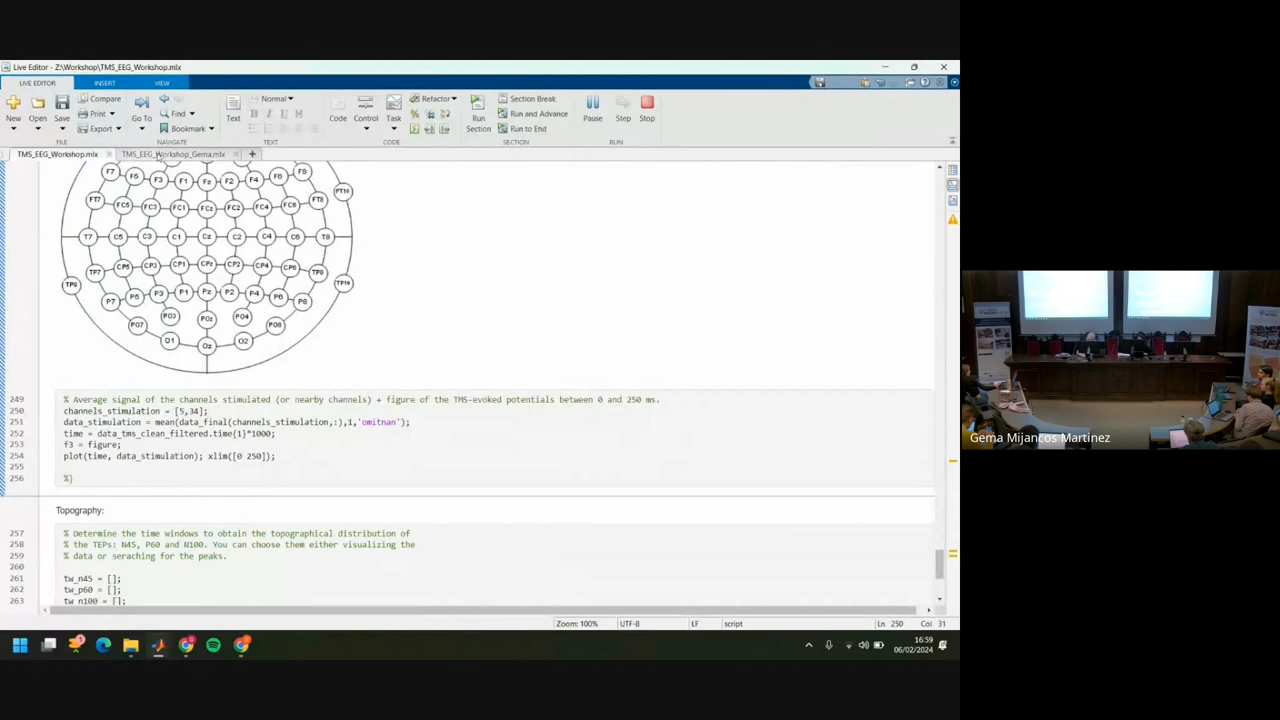 Live Editor - Z:\Workshop\TMS_EEG_Workshop.mlx
LIVE EDITOR
INSERT
VIEW
New
Open
Save
Compare
Print
Export
FILE
Go To
Find
Bookmark
NAVIGATE
Text
Normal
B I U M
TEXT
Code
Control
Task
Refactor
CODE
Run Section
Section Break
Run and Advance
Run to End
SECTION
Pause
Step
Stop
RUN
TMS_EEG_Workshop.mlx
TMS_EEG_Workshop_Gema.mlx
F7 F5 F3 F1 Fz F2 F4 F6 F8
FT7 FC5 FC3 FC1 FCz FC2 FC4 FC6 FT8 FT10
T7 C5 C3 C1 Cz C2 C4 C6 T8
TP9 TP7 CP5 CP3 CP1 CPz CP2 CP4 CP6 TP8 TP10
P7 P5 P3 P1 Pz P2 P4 P6 P8
PO7 PO3 POz PO4 PO8
O1 Oz O2
249 % Average signal of the channels stimulated (or nearby channels) + figure of the TMS-evoked potentials between 0 and 250 ms.
250 channels_stimulation = [5,34];
251 data_stimulation = mean(data_final(channels_stimulation,:),1,'omitnan');
252 time = data_tms_clean_filtered.time{1}*1000;
253 f3 = figure;
254 plot(time, data_stimulation); xlim([0 250]);
255
256 %}
Topography:
257 % Determine the time windows to obtain the topographical distribution of
258 % the TEPs: N45, P60 and N100. You can choose them either visualizing the
259 % data or seraching for the peaks.
260
261 tw_n45 = [];
262 tw_p60 = [];
263 tw_n100 = [];
Zoom: 100%
UTF-8
LF
script
Ln 250
Col 31
16:59
06/02/2024
Gema Mijancos Martinez